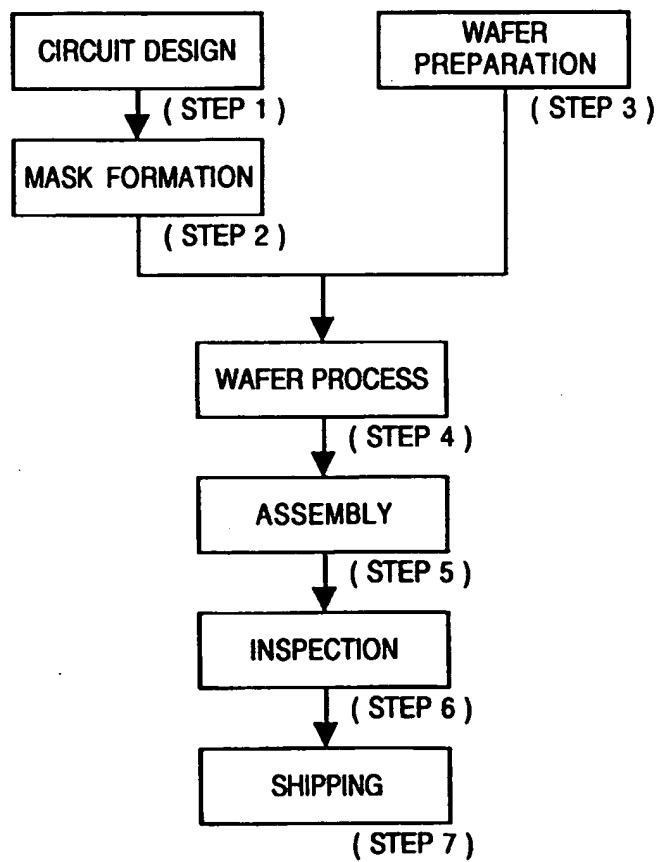 CIRCUIT DESIGN
( STEP 1 )
MASK FORMATION
( STEP 2 )
WAFER
PREPARATION
( STEP 3 )
WAFER PROCESS
( STEP 4 )
ASSEMBLY
( STEP 5 )
INSPECTION
( STEP 6 )
SHIPPING
( STEP 7 )